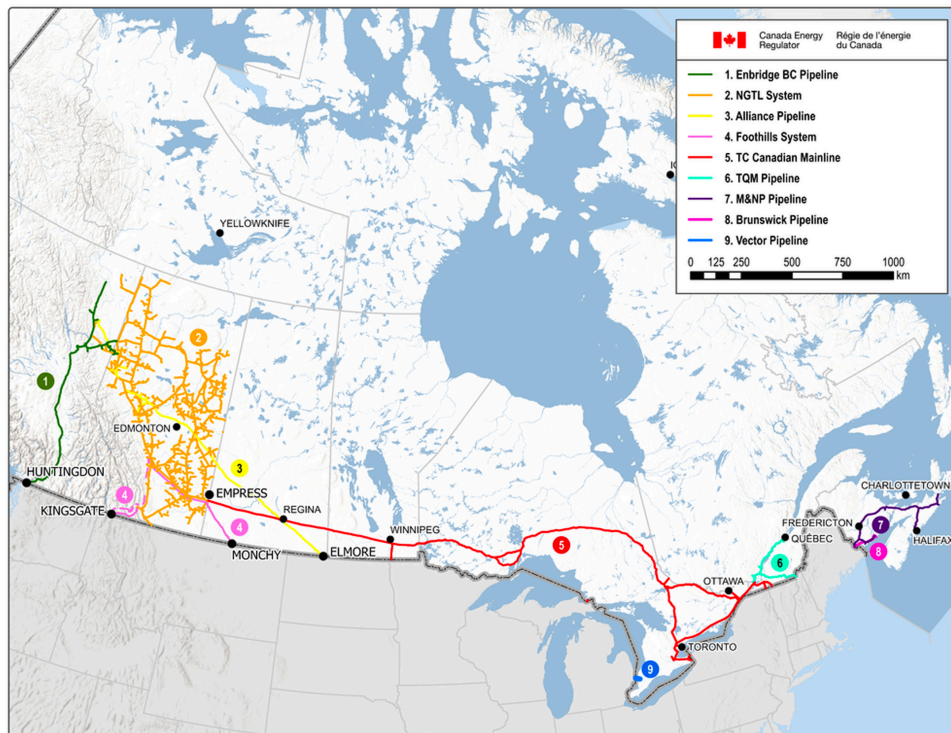 Canada Energy
Regulator
Régie de l'énergie
du Canada
1. Enbridge BC Pipeline
2. NGTL System
3. Alliance Pipeline
4. Foothills System
5. TC Canadian Mainline
6. TQM Pipeline
7. M&NP Pipeline
8. Brunswick Pipeline
9. Vector Pipeline
0 125 250 500 750 1000
km
YELLOWKNIFE
2
1
EDMONTON
HUNTINGDON
3
4
EMPRESS
KINGSGATE
REGINA
4
WINNIPEG
MONCHY
ELMORE
5
CHARLOTTETOWN
FREDERICTON
7
QUÉBEC
HALIFAX
8
6
OTTAWA
TORONTO
9